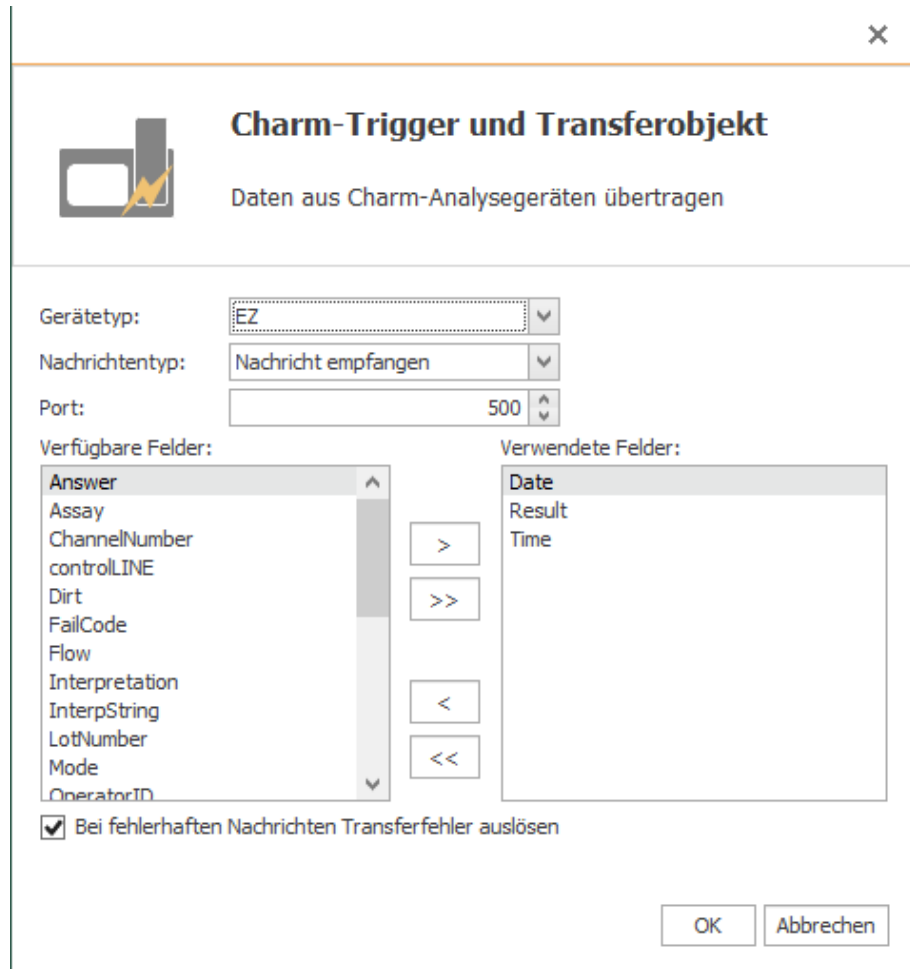 Charm-Trigger und Transferobjekt
Daten aus Charm-Analysegeräten übertragen
Gerätetyp:
EZ
Nachrichtentyp:
Nachricht empfangen
Port:
500
Verfügbare Felder:
Answer
Assay
ChannelNumber
controlLINE
Dirt
FailCode
Flow
Interpretation
InterpString
LotNumber
Mode
OperatorID
>
>>
<
<<
Verwendete Felder:
Date
Result
Time
Bei fehlerhaften Nachrichten Transferfehler auslösen
OK
Abbrechen